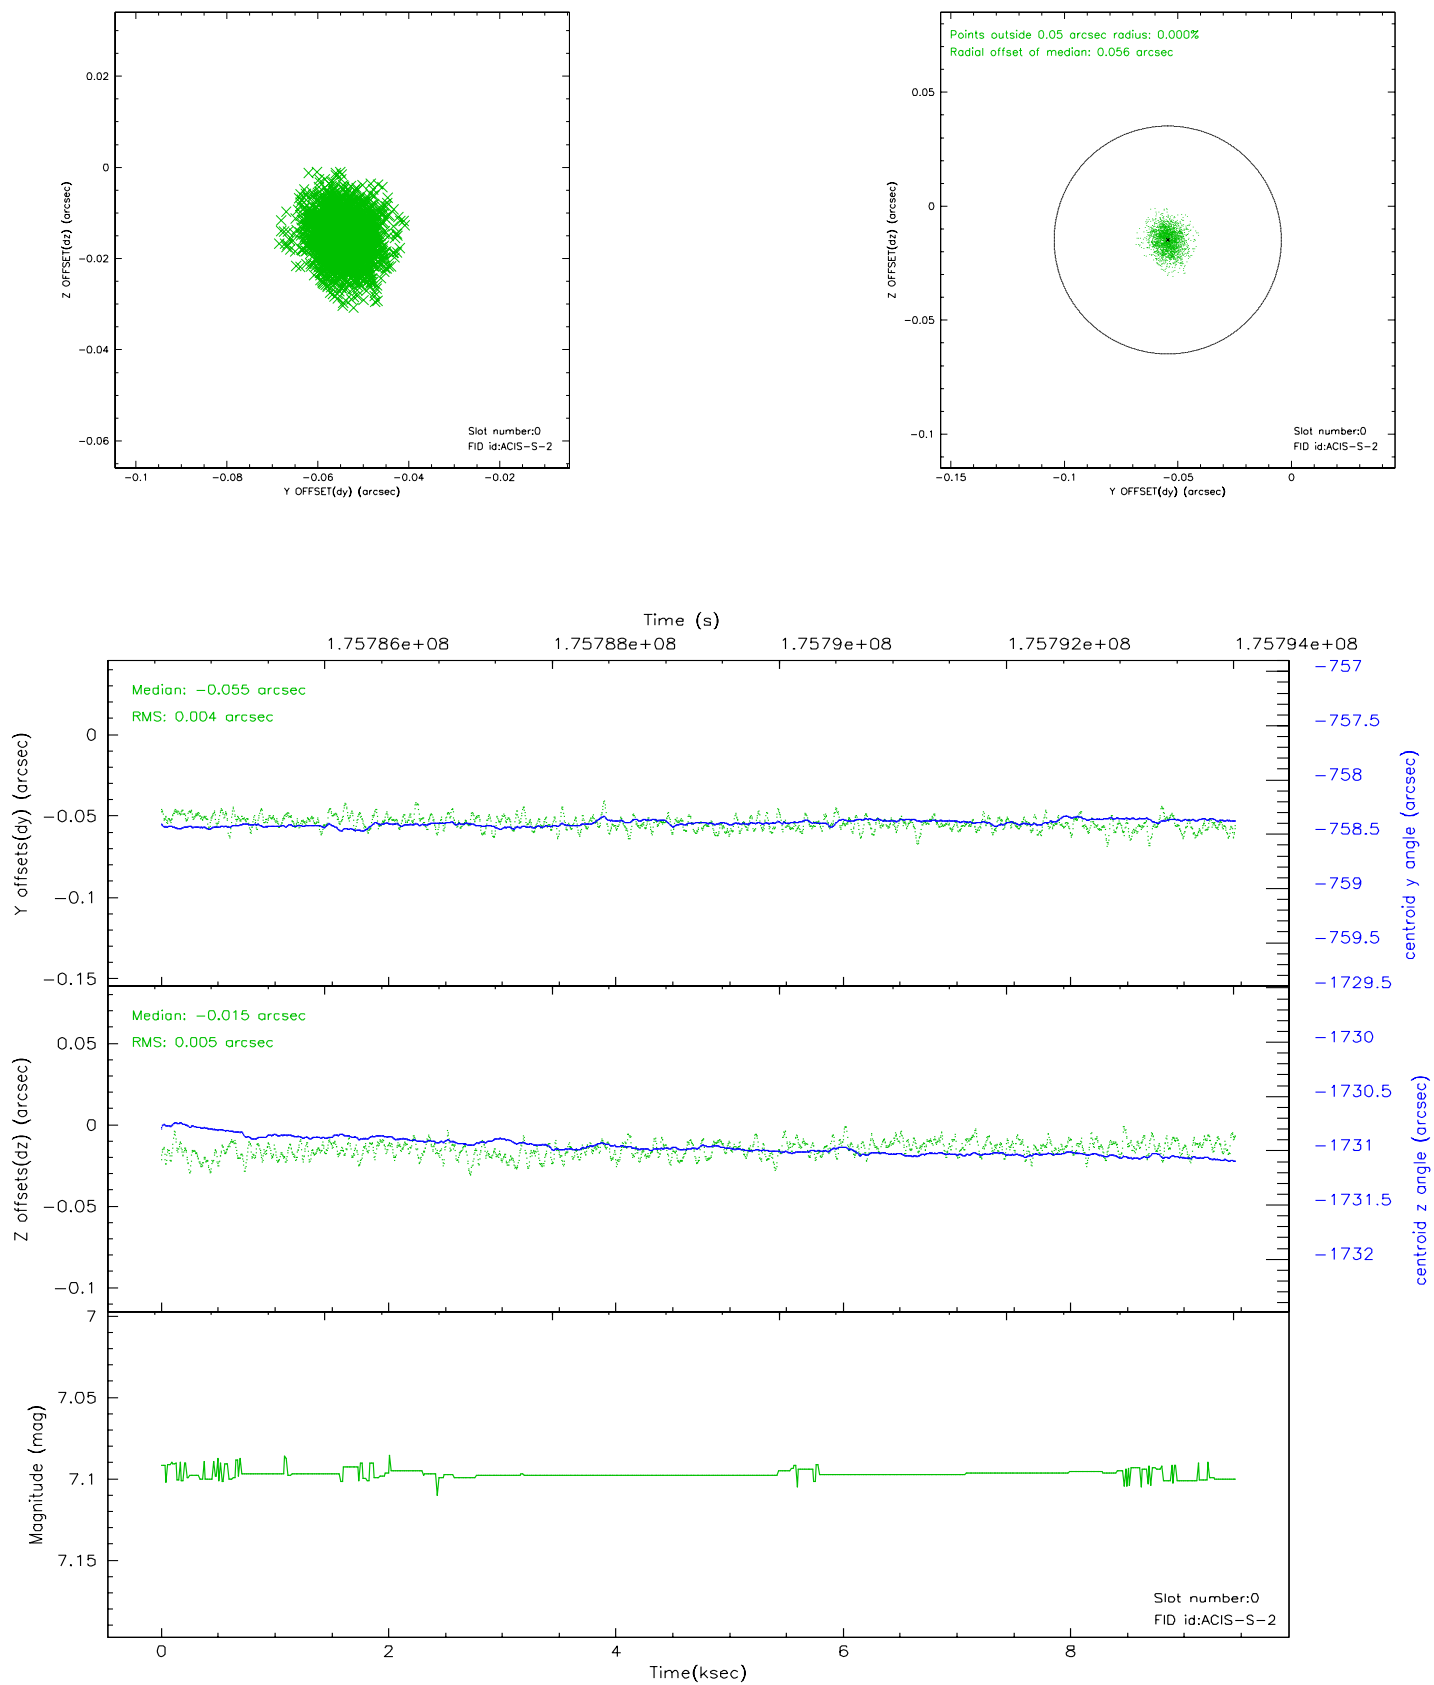 0.02
0
-0.02
-0.04
-0.06
Z OFFSET(dz) (arcsec)
Slot number:0
FID id:ACIS-S-2
-0.1
-0.08
-0.06
-0.04
-0.02
Y OFFSET(dy) (arcsec)
Points outside 0.05 arcsec radius: 0.000%
Radial offset of median: 0.056 arcsec
0.05
0
-0.05
-0.1
Z OFFSET(dz) (arcsec)
Slot number:0
FID id:ACIS-S-2
-0.15
-0.1
-0.05
0
Y OFFSET(dy) (arcsec)
Time (s)
1.75786e+08
1.75788e+08
1.7579e+08
1.75792e+08
1.75794e+08
Median: -0.055 arcsec
RMS: 0.004 arcsec
0
-0.05
-0.1
-0.15
Y offsets(dy) (arcsec)
-757
-757.5
-758
-758.5
-759
-759.5
centroid y angle (arcsec)
Median: -0.015 arcsec
RMS: 0.005 arcsec
0.05
0
-0.05
-0.1
Z offsets(dz) (arcsec)
-1729.5
-1730
-1730.5
-1731
-1731.5
-1732
centroid z angle (arcsec)
7
7.05
7.1
7.15
Magnitude (mag)
Slot number:0
FID id:ACIS-S-2
0
2
4
6
8
Time(ksec)